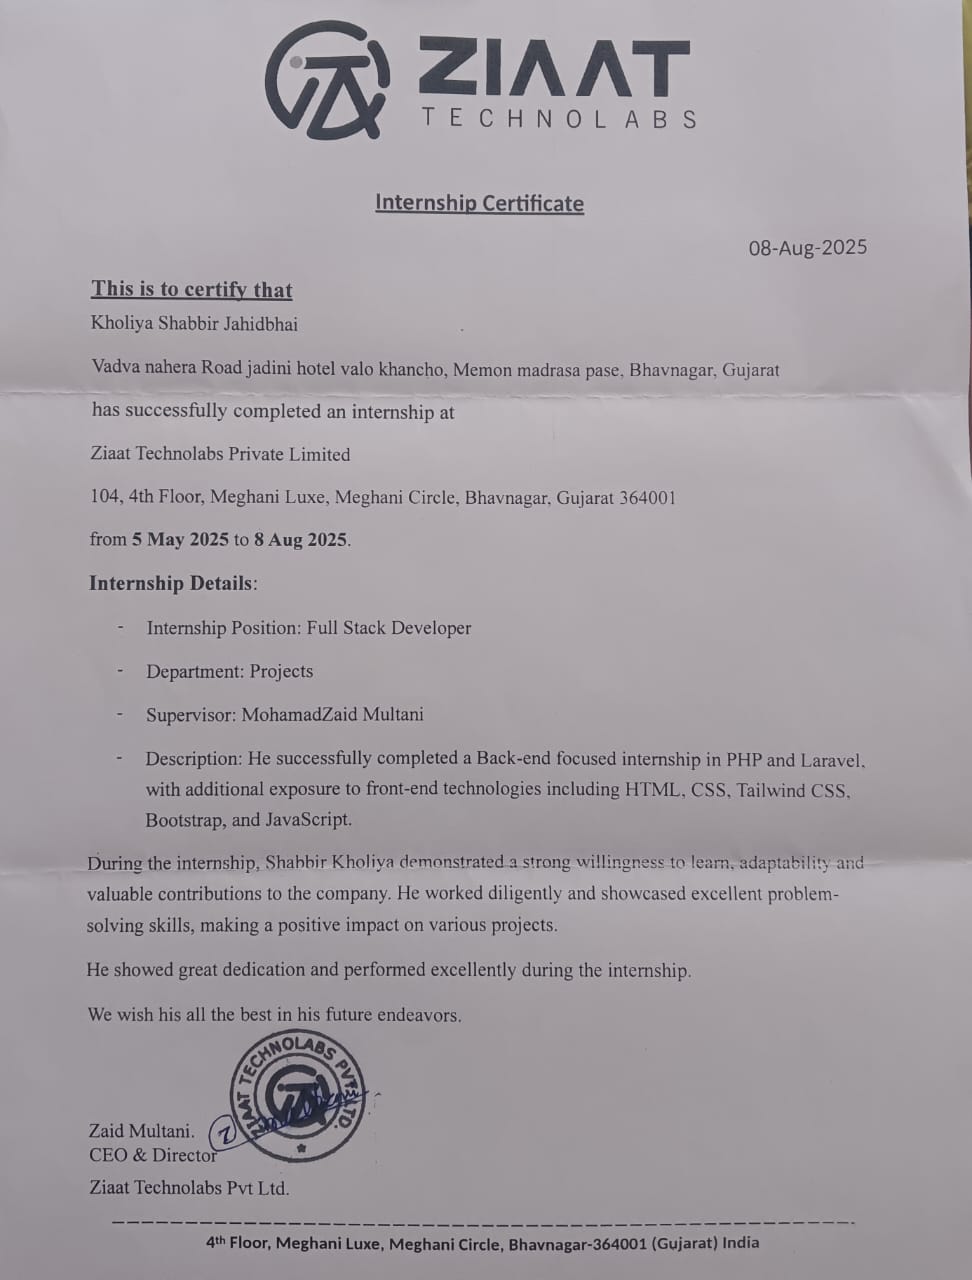 ZIAAT
TECHNOLABS
Internship Certificate
08-Aug-2025
This is to certify that
Kholiya Shabbir Jahidbhai
Vadva nahera Road jadini hotel valo khancho, Memon madrasa pase, Bhavnagar, Gujarat
has successfully completed an internship at
Ziaat Technolabs Private Limited
104, 4th Floor, Meghani Luxe, Meghani Circle, Bhavnagar, Gujarat 364001
from 5 May 2025 to 8 Aug 2025.
Internship Details:
- Internship Position: Full Stack Developer
- Department: Projects
- Supervisor: MohamadZaid Multani
- Description: He successfully completed a Back-end focused internship in PHP and Laravel,
with additional exposure to front-end technologies including HTML, CSS, Tailwind CSS,
Bootstrap, and JavaScript.
During the internship, Shabbir Kholiya demonstrated a strong willingness to learn, adaptability and
valuable contributions to the company. He worked diligently and showcased excellent problem-
solving skills, making a positive impact on various projects.
He showed great dedication and performed excellently during the internship.
We wish his all the best in his future endeavors.
ZIAAT TECHNOLABS PVT. LTD.
Zaid Multani.
CEO & Director
Ziaat Technolabs Pvt Ltd.
4th Floor, Meghani Luxe, Meghani Circle, Bhavnagar-364001 (Gujarat) India